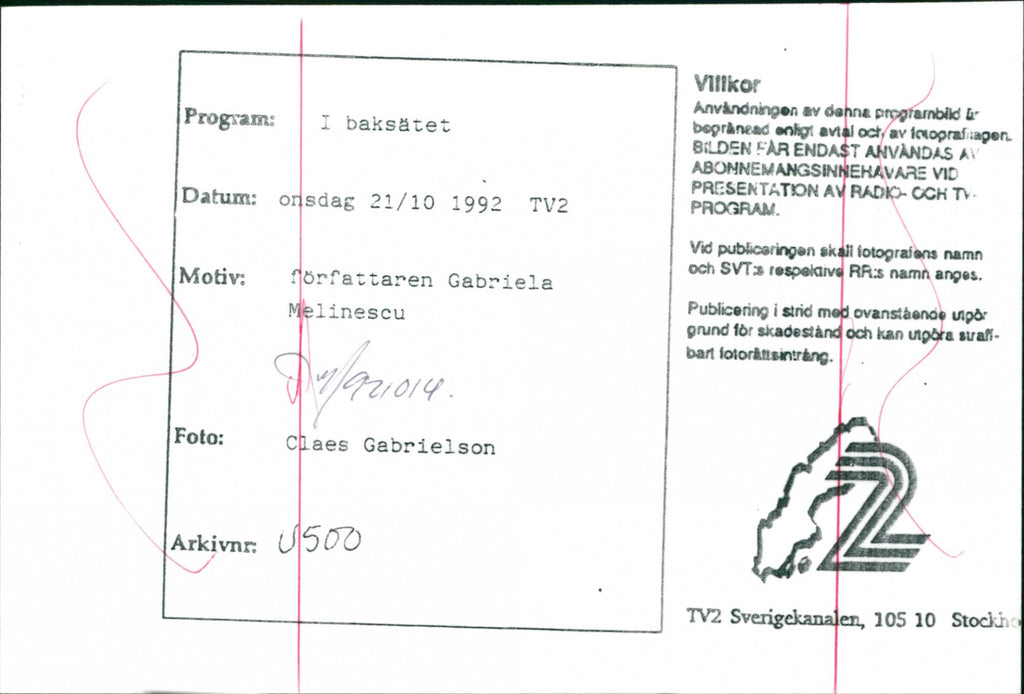 Program: I baksätet
Datum: onsdag 21/10 1992 TV2
Motiv: författaren Gabriela
Melinescu
921014.
Foto: Claes Gabrielson
Arkivnr: U500
Villkor
Användningen av denna programbild är
begränsad enligt avtal och av fotografilagen.
BILDEN FÅR ENDAST ANVÄNDAS AV
ABONNEMANGSINNEHAVARE VID
PRESENTATION AV RADIO- OCH TV-
PROGRAM.
Vid publiceringen skall fotografens namn
och SVT:s respektive RR:s namn anges.
Publicering i strid med ovanstående utgör
grund för skadestånd och kan utgöra straff-
bart fotorättsintrång.
2
TV2 Sverigekanalen, 105 10 Stockho